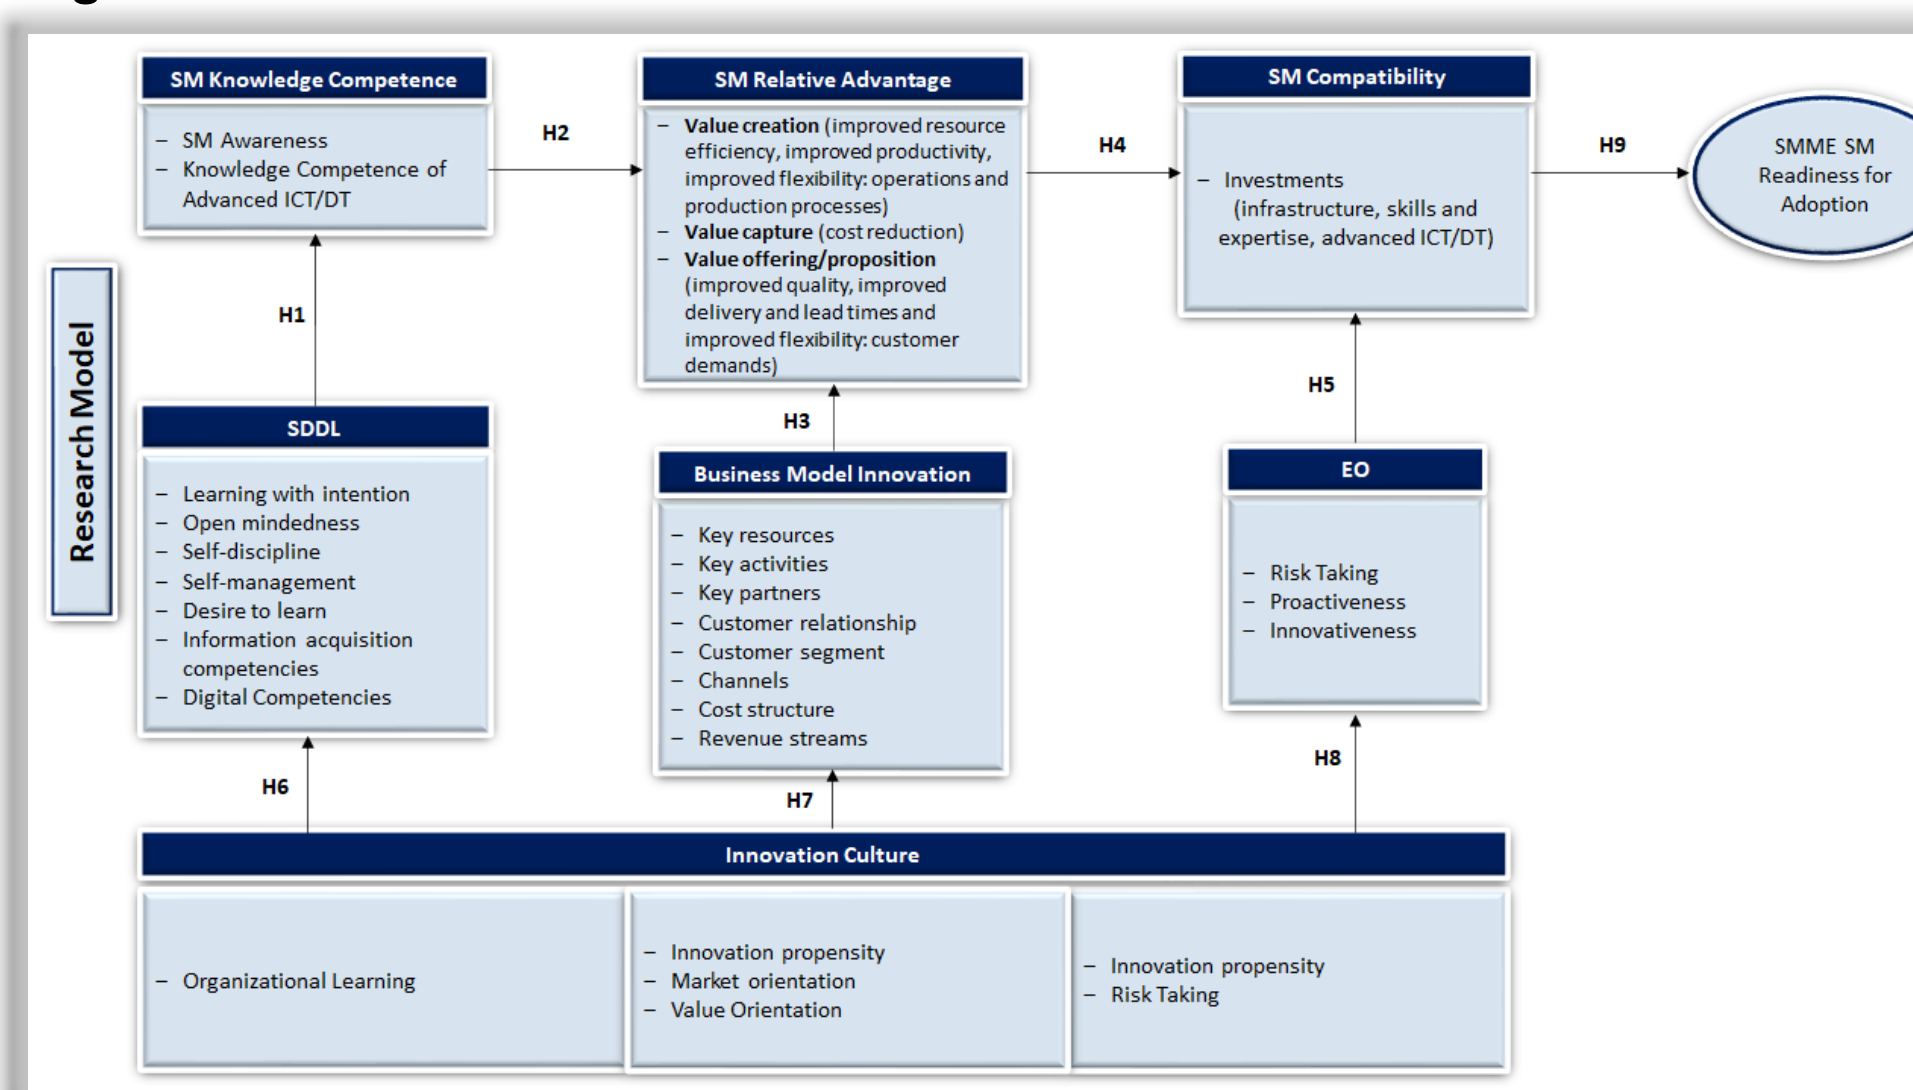 SM Knowledge Competence
– SM Awareness
– Knowledge Competence of
Advanced ICT/DT
H2
SM Relative Advantage
– Value creation (improved resource
efficiency, improved productivity,
improved flexibility: operations and
production processes)
– Value capture (cost reduction)
– Value offering/proposition
(improved quality, improved
delivery and lead times and
improved flexibility: customer
demands)
H4
SM Compatibility
– Investments
(infrastructure, skills and
expertise, advanced ICT/DT)
H9
SMME SM
Readiness for
Adoption
Research Model
H1
H3
H5
SDDL
– Learning with intention
– Open mindedness
– Self-discipline
– Self-management
– Desire to learn
– Information acquisition
competencies
– Digital Competencies
Business Model Innovation
– Key resources
– Key activities
– Key partners
– Customer relationship
– Customer segment
– Channels
– Cost structure
– Revenue streams
EO
– Risk Taking
– Proactiveness
– Innovativeness
H6
H7
H8
Innovation Culture
– Organizational Learning
– Innovation propensity
– Market orientation
– Value Orientation
– Innovation propensity
– Risk Taking